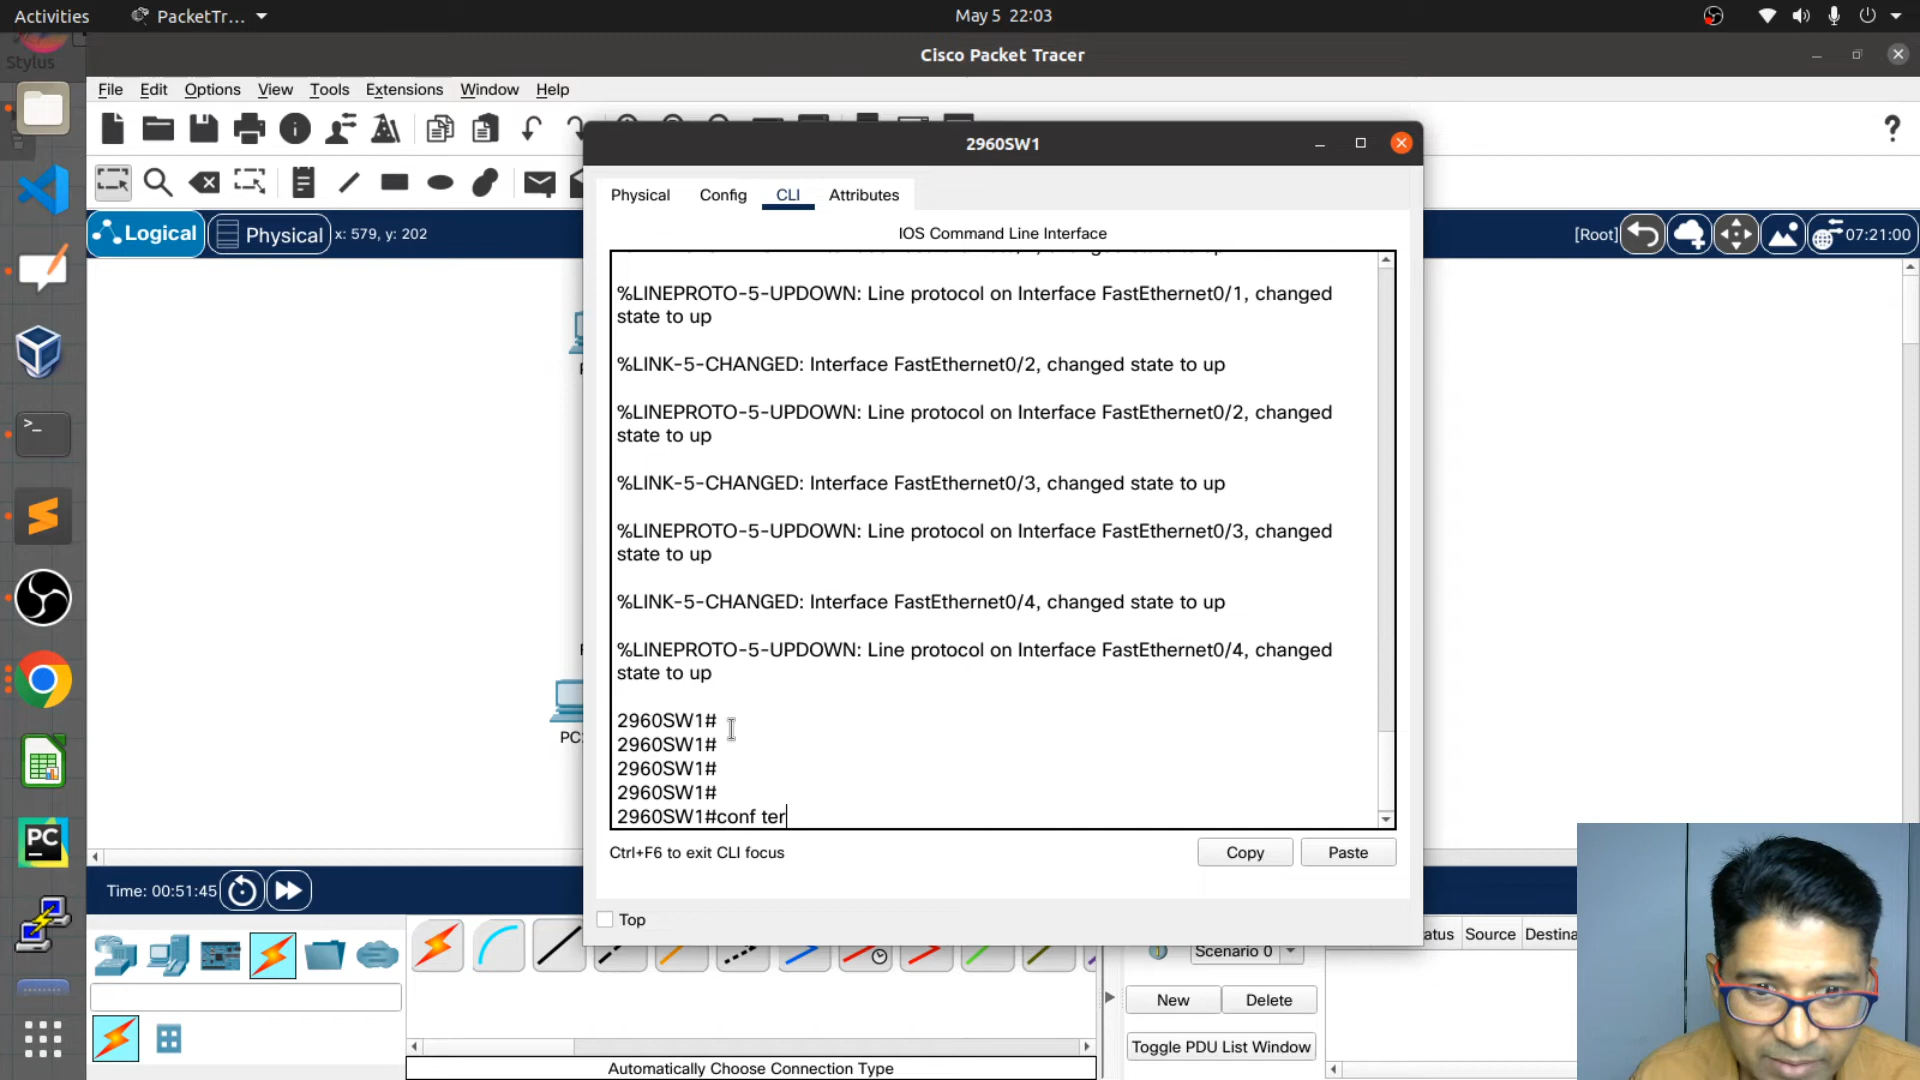 Activities
PacketTr...
May 5 22:03
Stylus
Cisco Packet Tracer
File Edit Options View Tools Extensions Window Help
?
2960SW1
Physical Config CLI Attributes
Logical
Physical
x: 579, y: 202
[Root]
07:21:00
IOS Command Line Interface
%LINEPROTO-5-UPDOWN: Line protocol on Interface FastEthernet0/1, changed
state to up
%LINK-5-CHANGED: Interface FastEthernet0/2, changed state to up
%LINEPROTO-5-UPDOWN: Line protocol on Interface FastEthernet0/2, changed
state to up
%LINK-5-CHANGED: Interface FastEthernet0/3, changed state to up
%LINEPROTO-5-UPDOWN: Line protocol on Interface FastEthernet0/3, changed
state to up
%LINK-5-CHANGED: Interface FastEthernet0/4, changed state to up
%LINEPROTO-5-UPDOWN: Line protocol on Interface FastEthernet0/4, changed
state to up
2960SW1#
2960SW1#
2960SW1#
2960SW1#
2960SW1#conf ter
PC
Ctrl+F6 to exit CLI focus
Copy
Paste
Top
Time: 00:51:45
Scenario 0
atus Source Destina
New
Delete
Toggle PDU List Window
Automatically Choose Connection Type